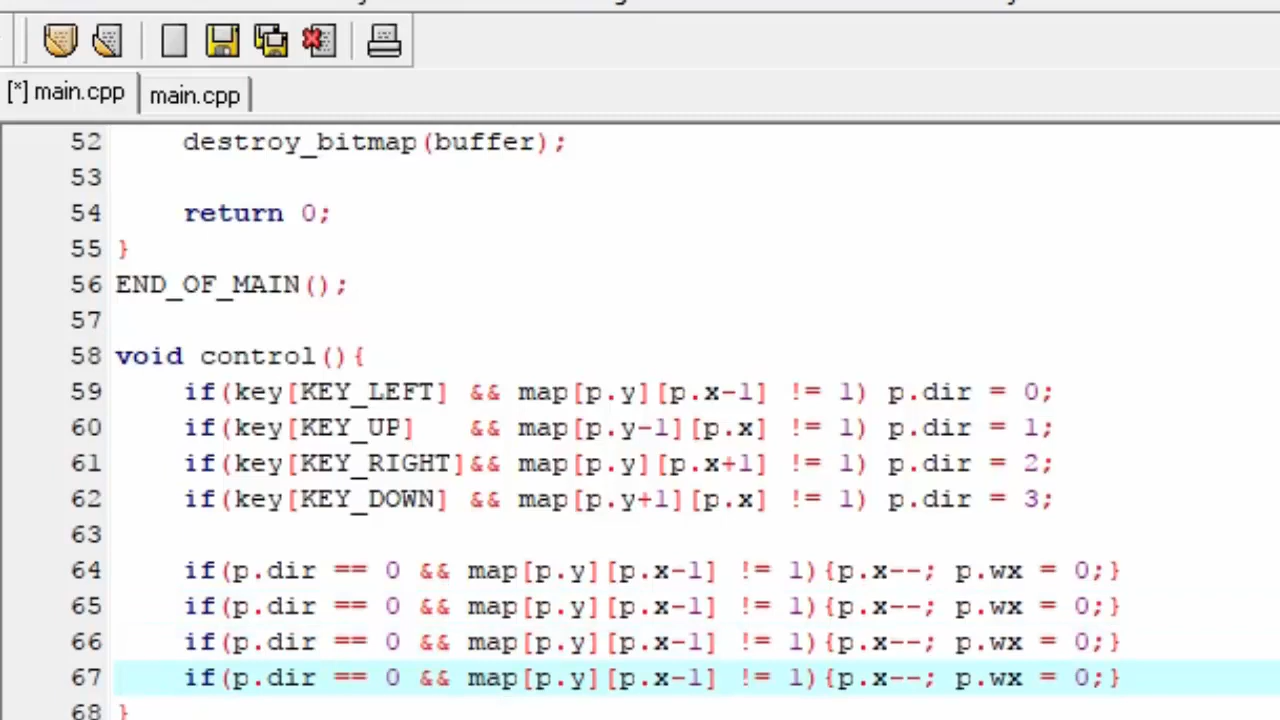 [*] main.cpp main.cpp
52 destroy_bitmap(buffer);
53
54 return 0;
55 }
56 END_OF_MAIN();
57
58 void control(){
59 if(key[KEY_LEFT] && map[p.y][p.x-1] != 1) p.dir = 0;
60 if(key[KEY_UP]   && map[p.y-1][p.x] != 1) p.dir = 1;
61 if(key[KEY_RIGHT]&& map[p.y][p.x+1] != 1) p.dir = 2;
62 if(key[KEY_DOWN] && map[p.y+1][p.x] != 1) p.dir = 3;
63
64 if(p.dir == 0 && map[p.y][p.x-1] != 1){p.x--; p.wx = 0;}
65 if(p.dir == 0 && map[p.y][p.x-1] != 1){p.x--; p.wx = 0;}
66 if(p.dir == 0 && map[p.y][p.x-1] != 1){p.x--; p.wx = 0;}
67 if(p.dir == 0 && map[p.y][p.x-1] != 1){p.x--; p.wx = 0;}
68 }